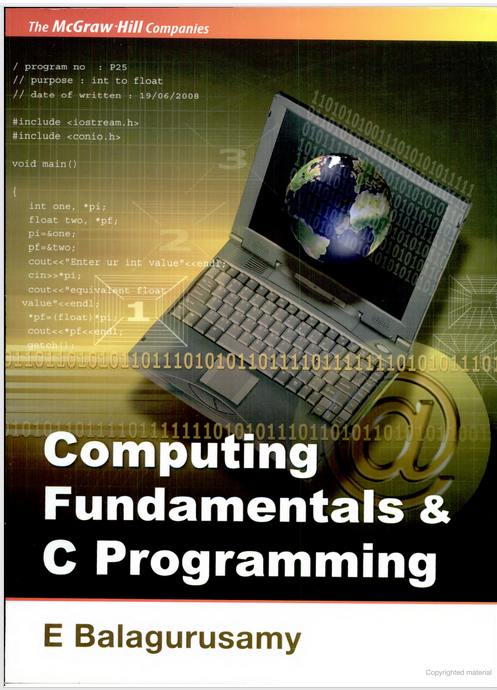 The McGraw·Hill Companies
/ program no : P25
// purpose : int to float
// date of written : 19/06/2008
#include <iostream.h>
#include <conio.h>
void main()
{
int one, *pi;
float two, *pf;
pi=&one;
pf=&two;
cout<<"Enter ur int value"<<endl;
cin>>*pi;
cout<<"equivalent float
value"<<endl;
*pf=(float)*pi;
cout<<*pf<<endl;
getch();
3
2
1
@
Computing
Fundamentals &
C Programming
E Balagurusamy
Copyrighted material